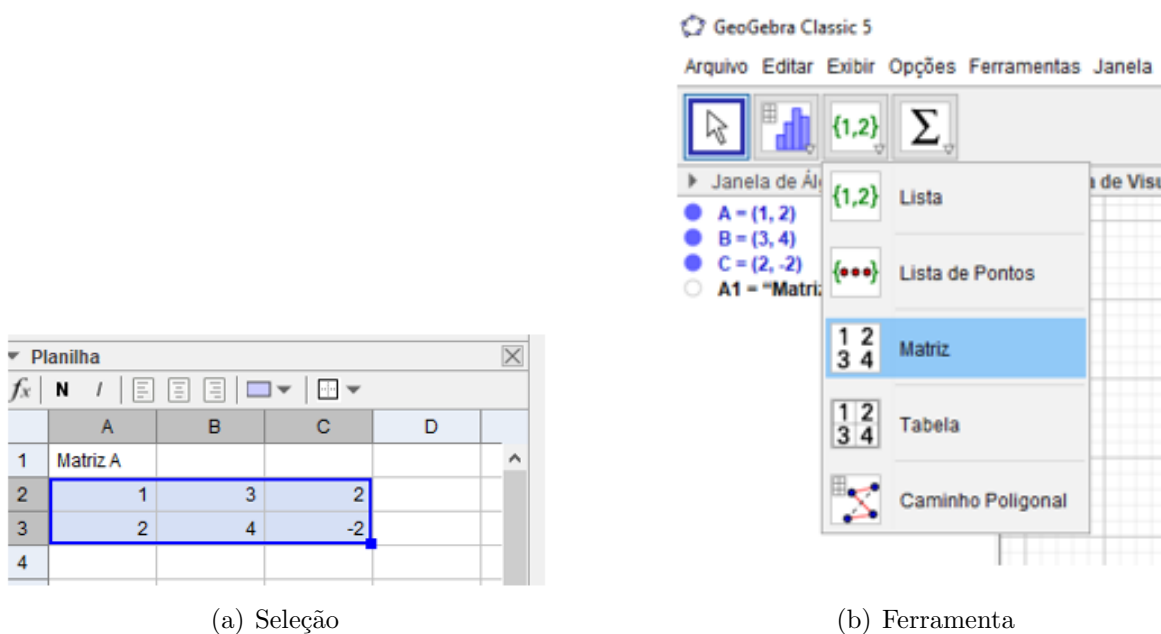 Planilha
fx N I
A B C D
1 Matriz A
2 1 3 2
3 2 4 -2
4
(a) Seleção
GeoGebra Classic 5
Arquivo Editar Exibir Opções Ferramentas Janela
{1,2} Σ
Janela de Ál
a de Visu
A = (1, 2)
B = (3, 4)
C = (2, -2)
A1 = “Matri
{1,2} Lista
Lista de Pontos
1 2
3 4
Matriz
1 2
3 4
Tabela
Caminho Poligonal
(b) Ferramenta